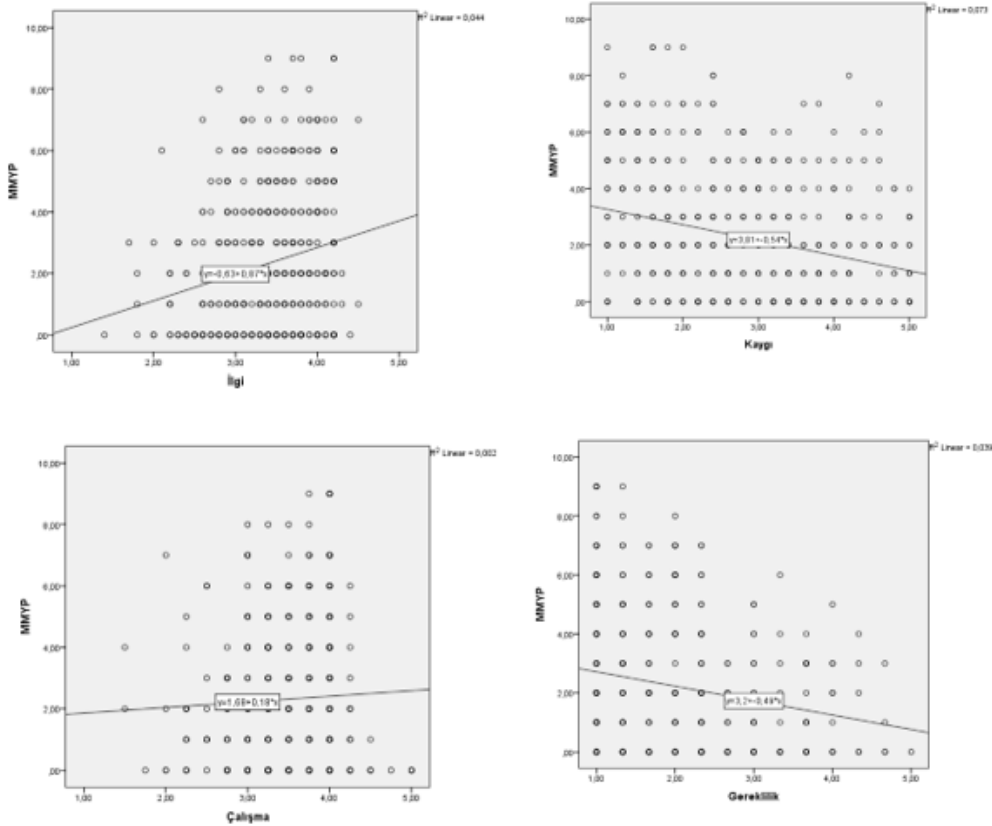 R² Linear = 0,044
10,00
8,00
6,00
4,00
2,00
,00
MMYP
y=-0,63+0,87*x
1,00 2,00 3,00 4,00 5,00
İlgi
R² Linear = 0,073
10,00
8,00
6,00
4,00
2,00
,00
MMYP
y=3,81+-0,54*x
1,00 2,00 3,00 4,00 5,00
Kaygı
R² Linear = 0,002
10,00
8,00
6,00
4,00
2,00
,00
MMYP
y=1,68+0,18*x
1,00 2,00 3,00 4,00 5,00
Çalışma
R² Linear = 0,039
10,00
8,00
6,00
4,00
2,00
,00
MMYP
y=3,2+-0,49*x
1,00 2,00 3,00 4,00 5,00
Gereklilik